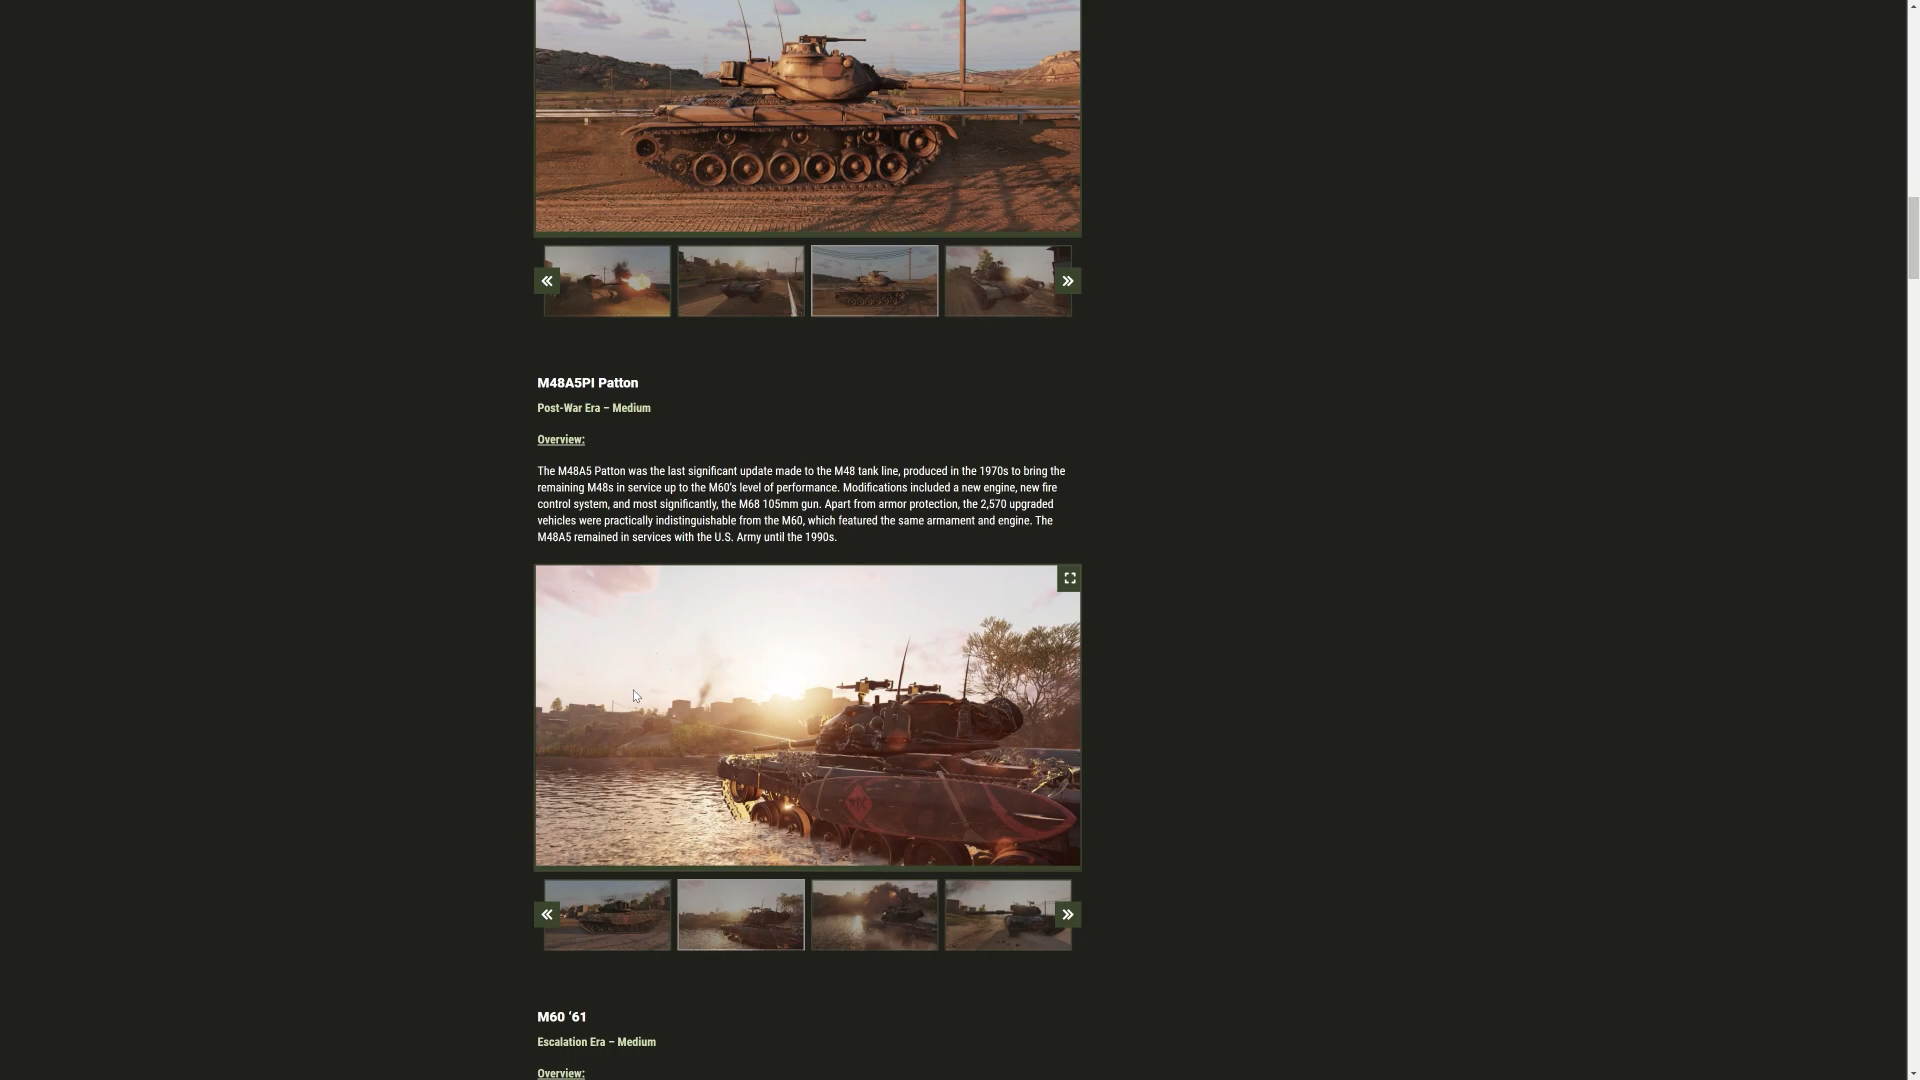 M48A5PI Patton
Post-War Era – Medium
Overview:
The M48A5 Patton was the last significant update made to the M48 tank line, produced in the 1970s to bring the
remaining M48s in service up to the M60's level of performance. Modifications included a new engine, new fire
control system, and most significantly, the M68 105mm gun. Apart from armor protection, the 2,570 upgraded
vehicles were practically indistinguishable from the M60, which featured the same armament and engine. The
M48A5 remained in services with the U.S. Army until the 1990s.
M60 ‘61
Escalation Era – Medium
Overview: